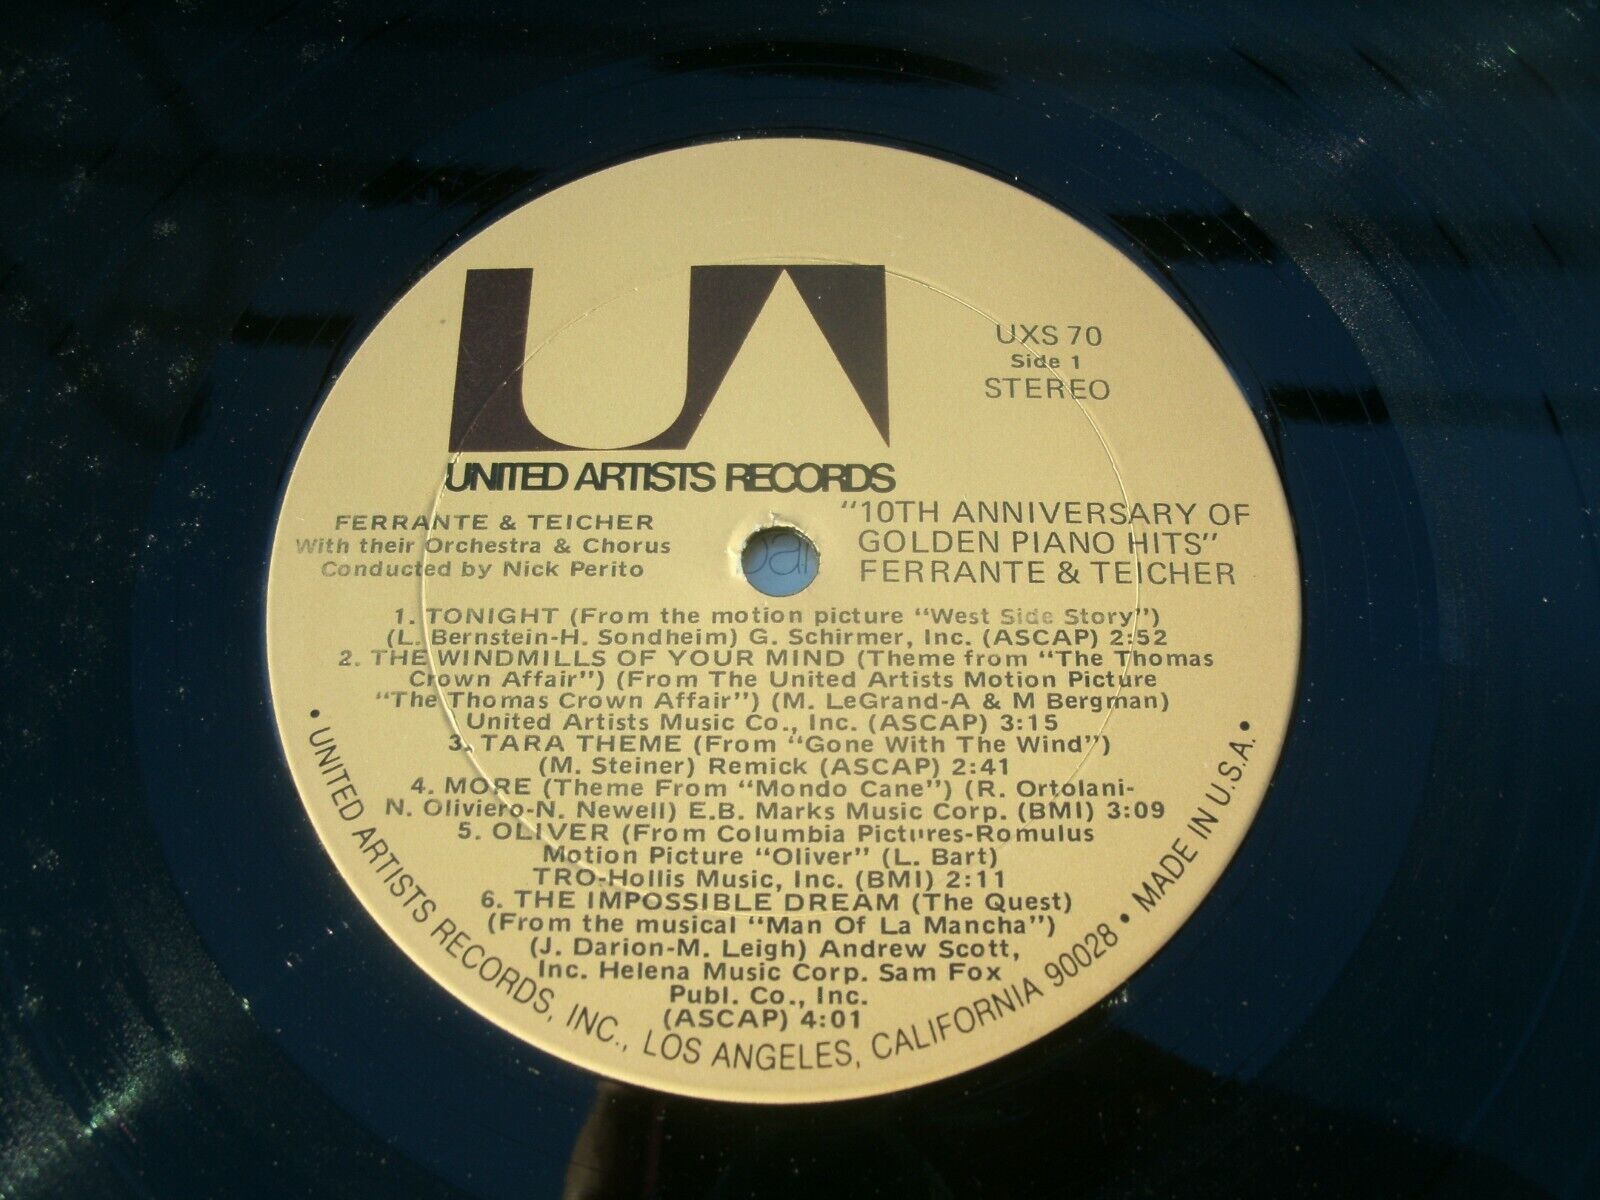 UA
UNITED ARTISTS RECORDS
UXS 70
Side 1
STEREO
FERRANTE & TEICHER
With their Orchestra & Chorus
Conducted by Nick Perito
"10TH ANNIVERSARY OF
GOLDEN PIANO HITS"
FERRANTE & TEICHER
1. TONIGHT (From the motion picture "West Side Story")
(L. Bernstein-H. Sondheim) G. Schirmer, Inc. (ASCAP) 2:52
2. THE WINDMILLS OF YOUR MIND (Theme from "The Thomas
Crown Affair") (From The United Artists Motion Picture
"The Thomas Crown Affair") (M. LeGrand-A & M Bergman)
United Artists Music Co., Inc. (ASCAP) 3:15
3. TARA THEME (From "Gone With The Wind")
(M. Steiner) Remick (ASCAP) 2:41
4. MORE (Theme From "Mondo Cane") (R. Ortolani-
N. Oliviero-N. Newell) E.B. Marks Music Corp. (BMI) 3:09
5. OLIVER (From Columbia Pictures-Romulus
Motion Picture "Oliver" (L. Bart)
TRO-Hollis Music, Inc. (BMI) 2:11
6. THE IMPOSSIBLE DREAM (The Quest)
(From the musical "Man Of La Mancha")
(J. Darion-M. Leigh) Andrew Scott,
Inc. Helena Music Corp. Sam Fox
Publ. Co., Inc.
(ASCAP) 4:01
• UNITED ARTISTS RECORDS, INC., LOS ANGELES, CALIFORNIA 90028 • MADE IN U.S.A. •